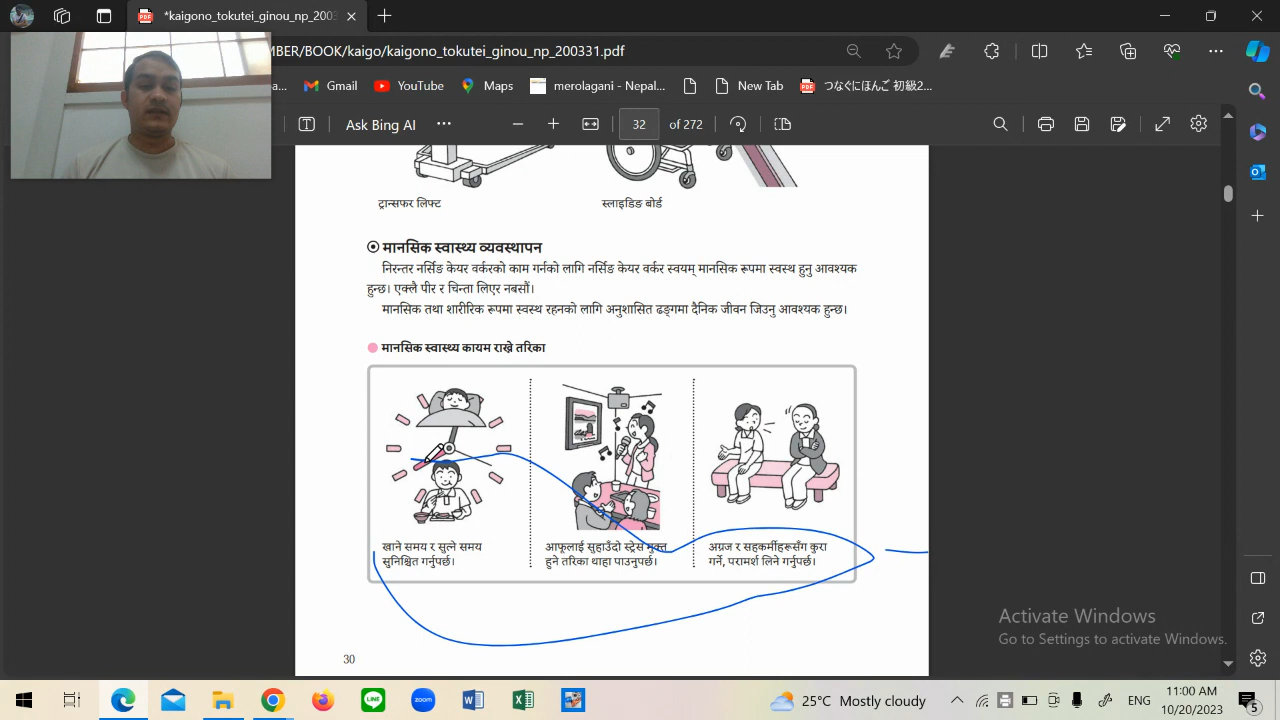 *kaigono_tokutei_ginou_np_200
MBER/BOOK/kaigo/kaigono_tokutei_ginou_np_200331.pdf
a... Gmail YouTube Maps merolagani - Nepal... New Tab つなぐにほんご 初級2...
Ask Bing AI 32 of 272
ट्रान्सफर लिफ्ट स्लाइडिङ बोर्ड
मानसिक स्वास्थ्य व्यवस्थापन
निरन्तर नर्सिङ केयर वर्करको काम गर्नको लागि नर्सिङ केयर वर्कर स्वयम् मानसिक रूपमा स्वस्थ हुनु आवश्यक
हुन्छ। एक्लै पीर र चिन्ता लिएर नबसौं।
मानसिक तथा शारीरिक रूपमा स्वस्थ रहनको लागि अनुशासित ढङ्गमा दैनिक जीवन जिउनु आवश्यक हुन्छ।
मानसिक स्वास्थ्य कायम राख्ने तरिका
खाने समय र सुत्ने समय
सुनिश्चित गर्नुपर्छ।
आफूलाई सुहाउँदो स्ट्रेस मुक्त
हुने तरिका थाहा पाउनुपर्छ।
अग्रज र सहकर्मीहरूसँग कुरा
गर्ने, परामर्श लिने गर्नुपर्छ।
30
Activate Windows
Go to Settings to activate Windows.
LINE zoom 25°C Mostly cloudy ENG 11:00 AM
10/20/2023 5